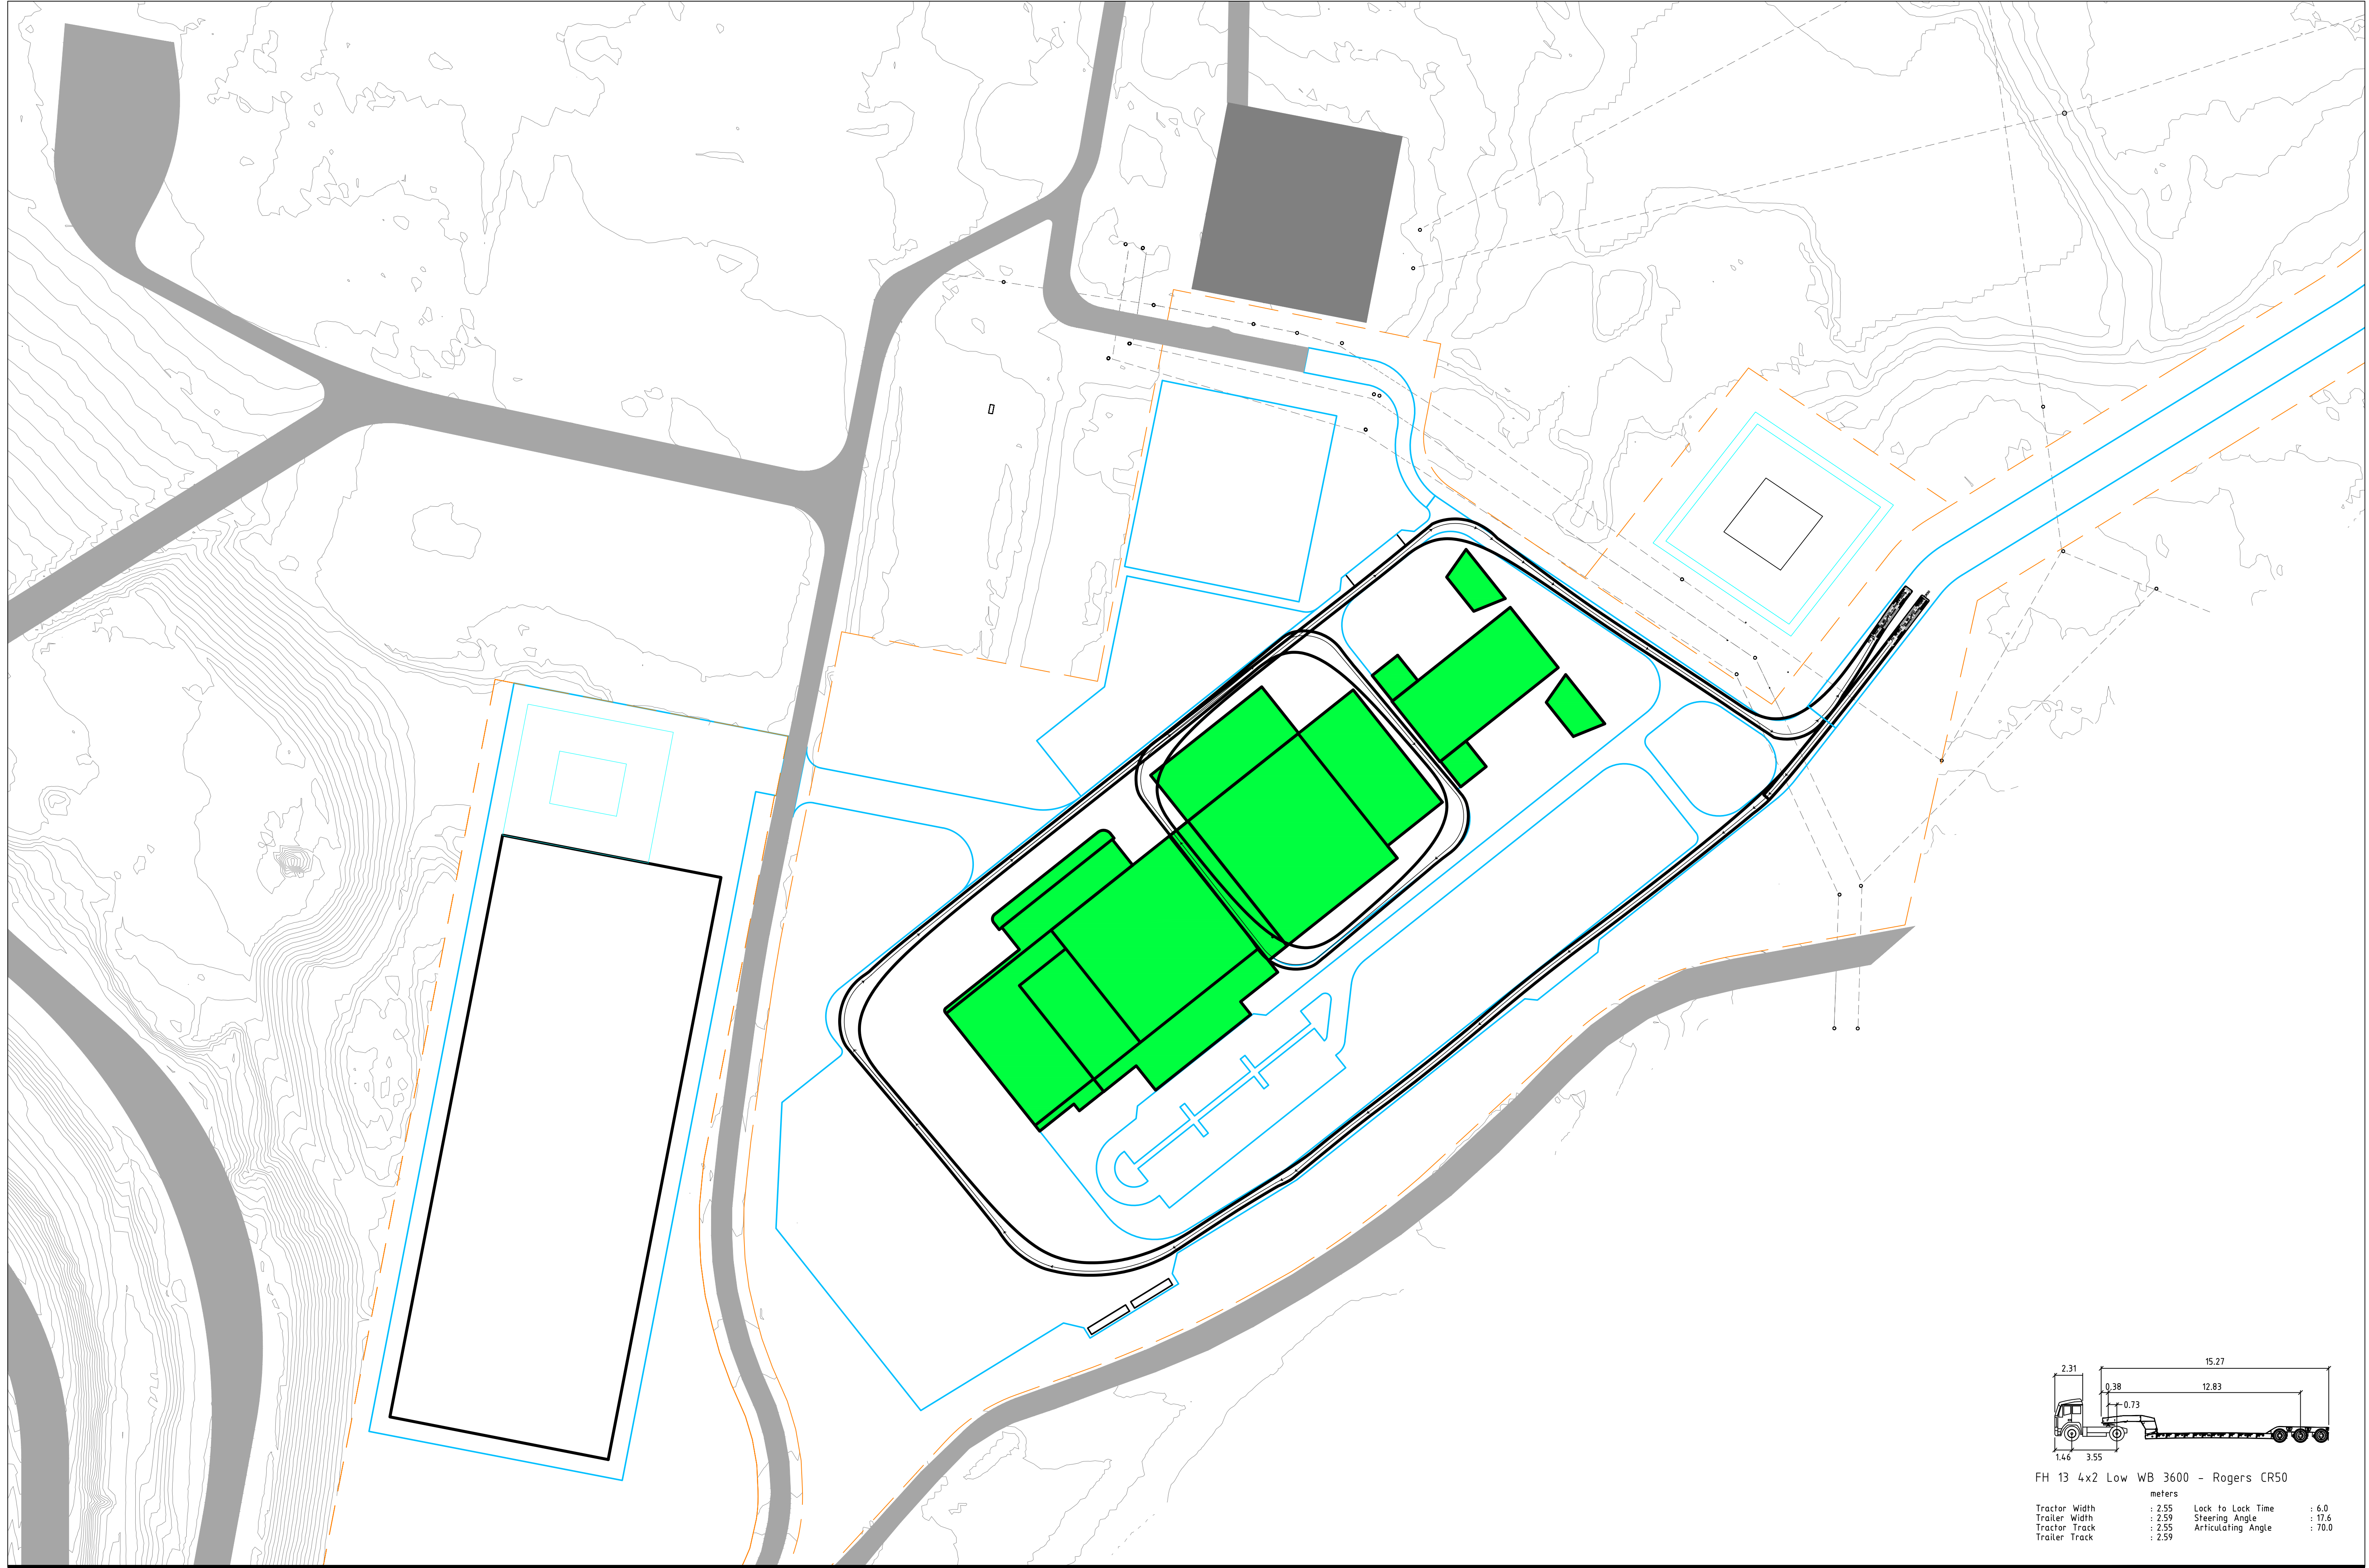 15.27
2.31
0.38 12.83
0.73
1.46 3.55
FH 13 4x2 Low WB 3600 - Rogers CR50
meters
Tractor Width : 2.55 Lock to Lock Time : 6.0
Trailer Width : 2.59 Steering Angle : 17.6
Tractor Track : 2.55 Articulating Angle : 70.0
Trailer Track : 2.59